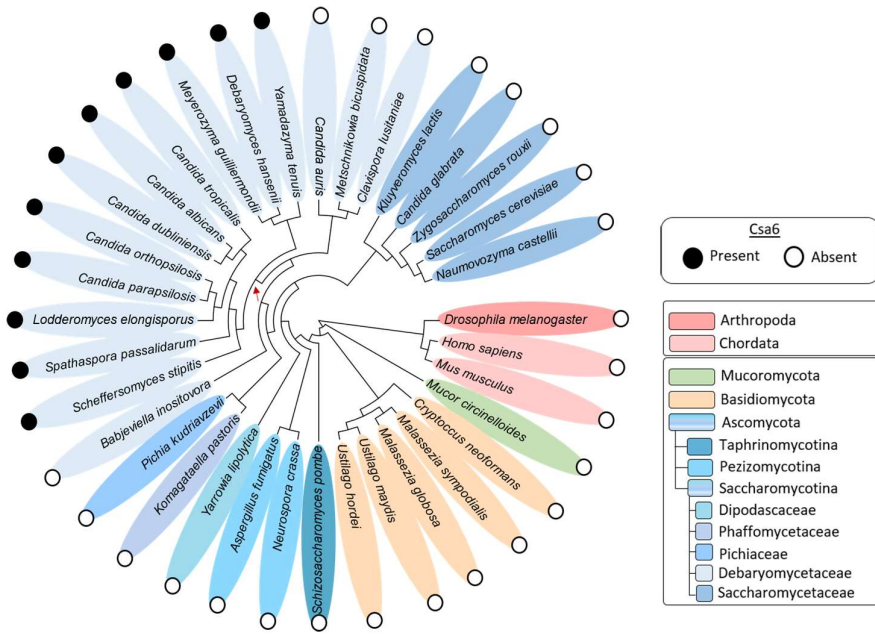 Yamadazyma tenuis
Candida auris
Metschnikowia bicuspidata
Clavispora lusitaniae
Kluyveromyces lactis
Candida glabrata
Zygosaccharomyces rouxii
Saccharomyces cerevisiae
Naumovozyma castellii
Drosophila melanogaster
Homo sapiens
Mus musculus
Mucor circinelloides
Cryptoccus neoformans
Malassezia sympodialis
Malassezia globosa
Ustilago maydis
Ustilago hordei
Schizosaccharomyces pombe
Neurospora crassa
Aspergillus fumigatus
Yarrowia lipolytica
Komagataella pastoris
Pichia kudriavzevii
Babjeviella inositovora
Scheffersomyces stipitis
Spathaspora passalidarum
Lodderomyces elongisporus
Candida parapsilosis
Candida orthopsilosis
Candida dubliniensis
Candida albicans
Candida tropicalis
Meyerozyma guilliermondii
Debaryomyces hansenii
Csa6
Present
Absent
Arthropoda
Chordata
Mucoromycota
Basidiomycota
Ascomycota
Taphrinomycotina
Pezizomycotina
Saccharomycotina
Dipodascaceae
Phaffomycetaceae
Pichiaceae
Debaryomycetaceae
Saccharomycetaceae